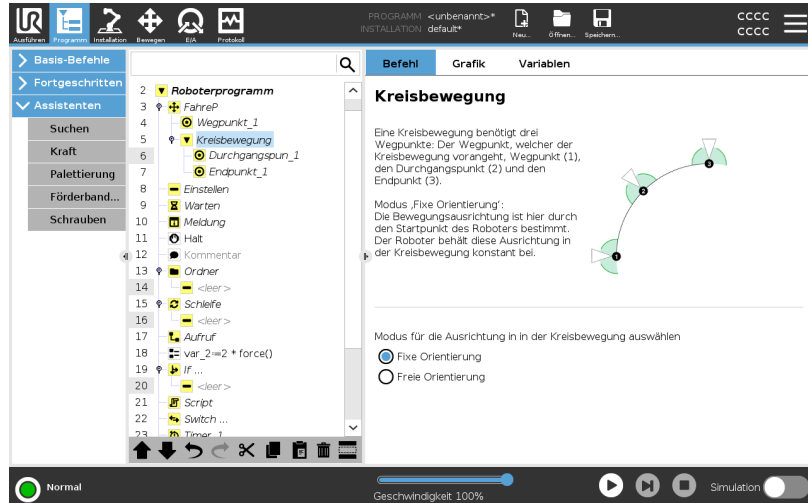 UR
PROGRAMM <unbenannt>*
INSTALLATION default*
cccc
cccc
Ausführen Programm Installation Bewegen E/A Protokoll
Neu... Öffnen... Speichern...
Basis-Befehle
Fortgeschritten
Assistenten
Suchen
Kraft
Palettierung
Förderband...
Schrauben
2 Roboterprogramm
3 FahreP
4 Wegpunkt_1
5 Kreisbewegung
6 Durchgangspun_1
7 Endpunkt_1
8 Einstellen
9 Warten
10 Meldung
11 Halt
12 Kommentar
13 Ordner
14 <leer>
15 Schleife
16 <leer>
17 Aufruf
18 var_2≔2 * force()
19 If ...
20 <leer>
21 Script
22 Switch ...
23 Timer_1
Befehl Grafik Variablen
Kreisbewegung
Eine Kreisbewegung benötigt drei
Wegpunkte: Der Wegpunkt, welcher der
Kreisbewegung vorangeht, Wegpunkt (1),
den Durchgangspunkt (2) und den
Endpunkt (3).
Modus ‚Fixe Orientierung‘:
Die Bewegungsausrichtung ist hier durch
den Startpunkt des Roboters bestimmt.
Der Roboter behält diese Ausrichtung in
der Kreisbewegung konstant bei.
3
2
1
Modus für die Ausrichtung in in der Kreisbewegung auswählen
Fixe Orientierung
Freie Orientierung
Normal
Geschwindigkeit 100%
Simulation